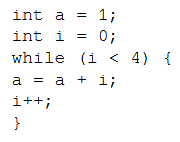 int a = 1;
int i = 0;
while (i < 4) {
a = a + i;
i++;
}